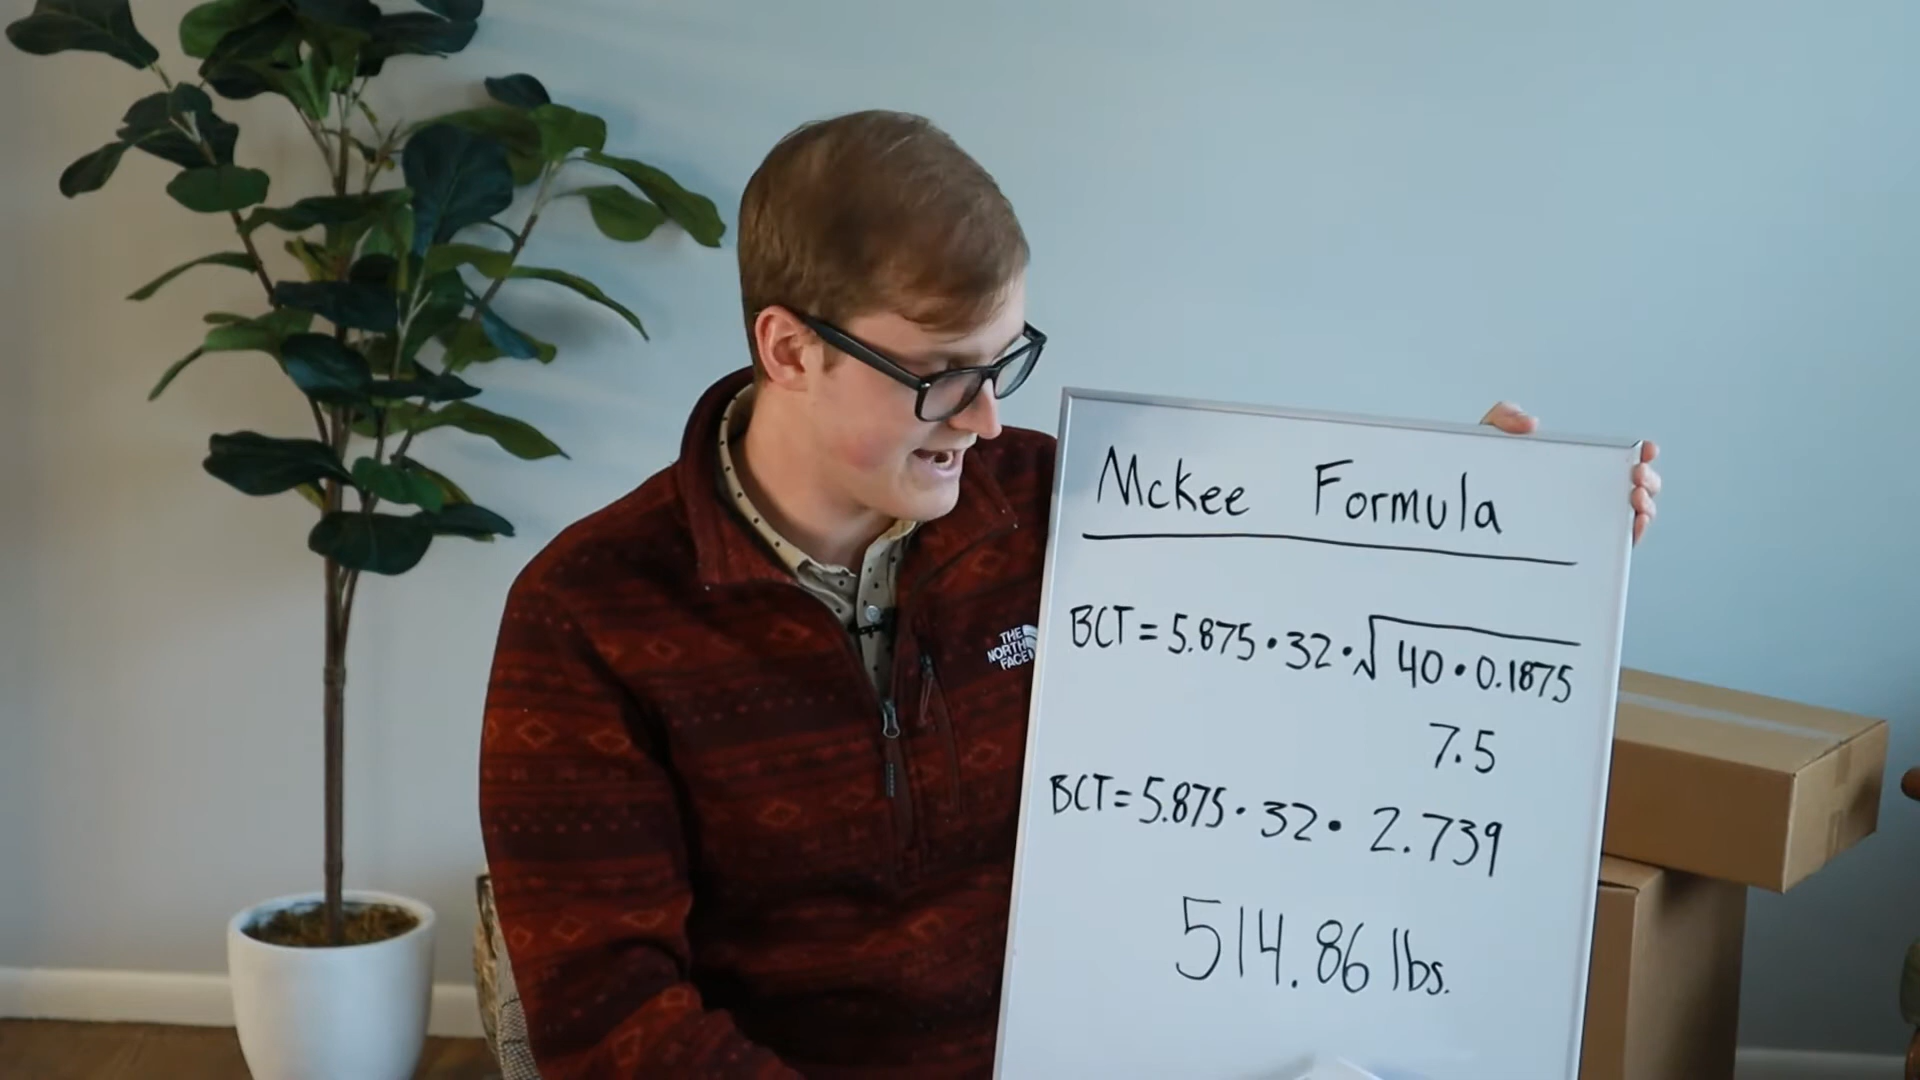 THE
NORTH
FACE
McKee Formula
BCT = 5.875 • 32 • √40 • 0.1875
7.5
BCT = 5.875 • 32 • 2.739
514.86 lbs.